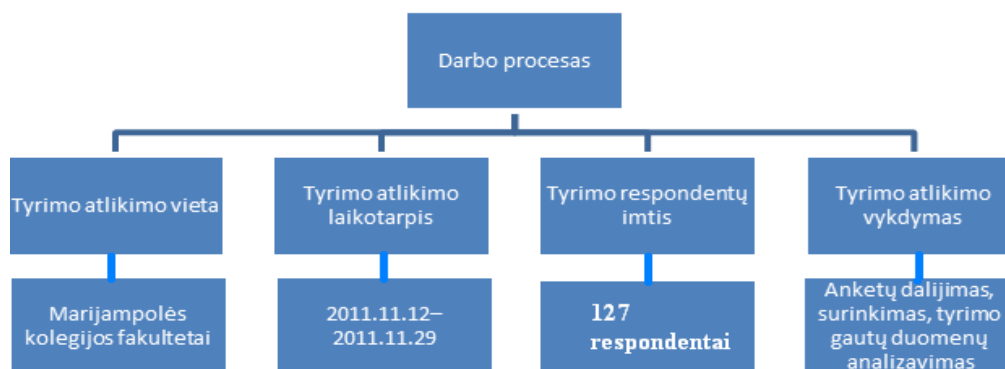 Darbo procesas
Tyrimo atlikimo vieta
Tyrimo atlikimo
laikotarpis
Tyrimo respondentų
imtis
Tyrimo atlikimo
vykdymas
Marijampolės
kolegijos fakultetai
2011.11.12–
2011.11.29
127
respondentai
Anketų dalijimas,
surinkimas, tyrimo
gautų duomenų
analizavimas